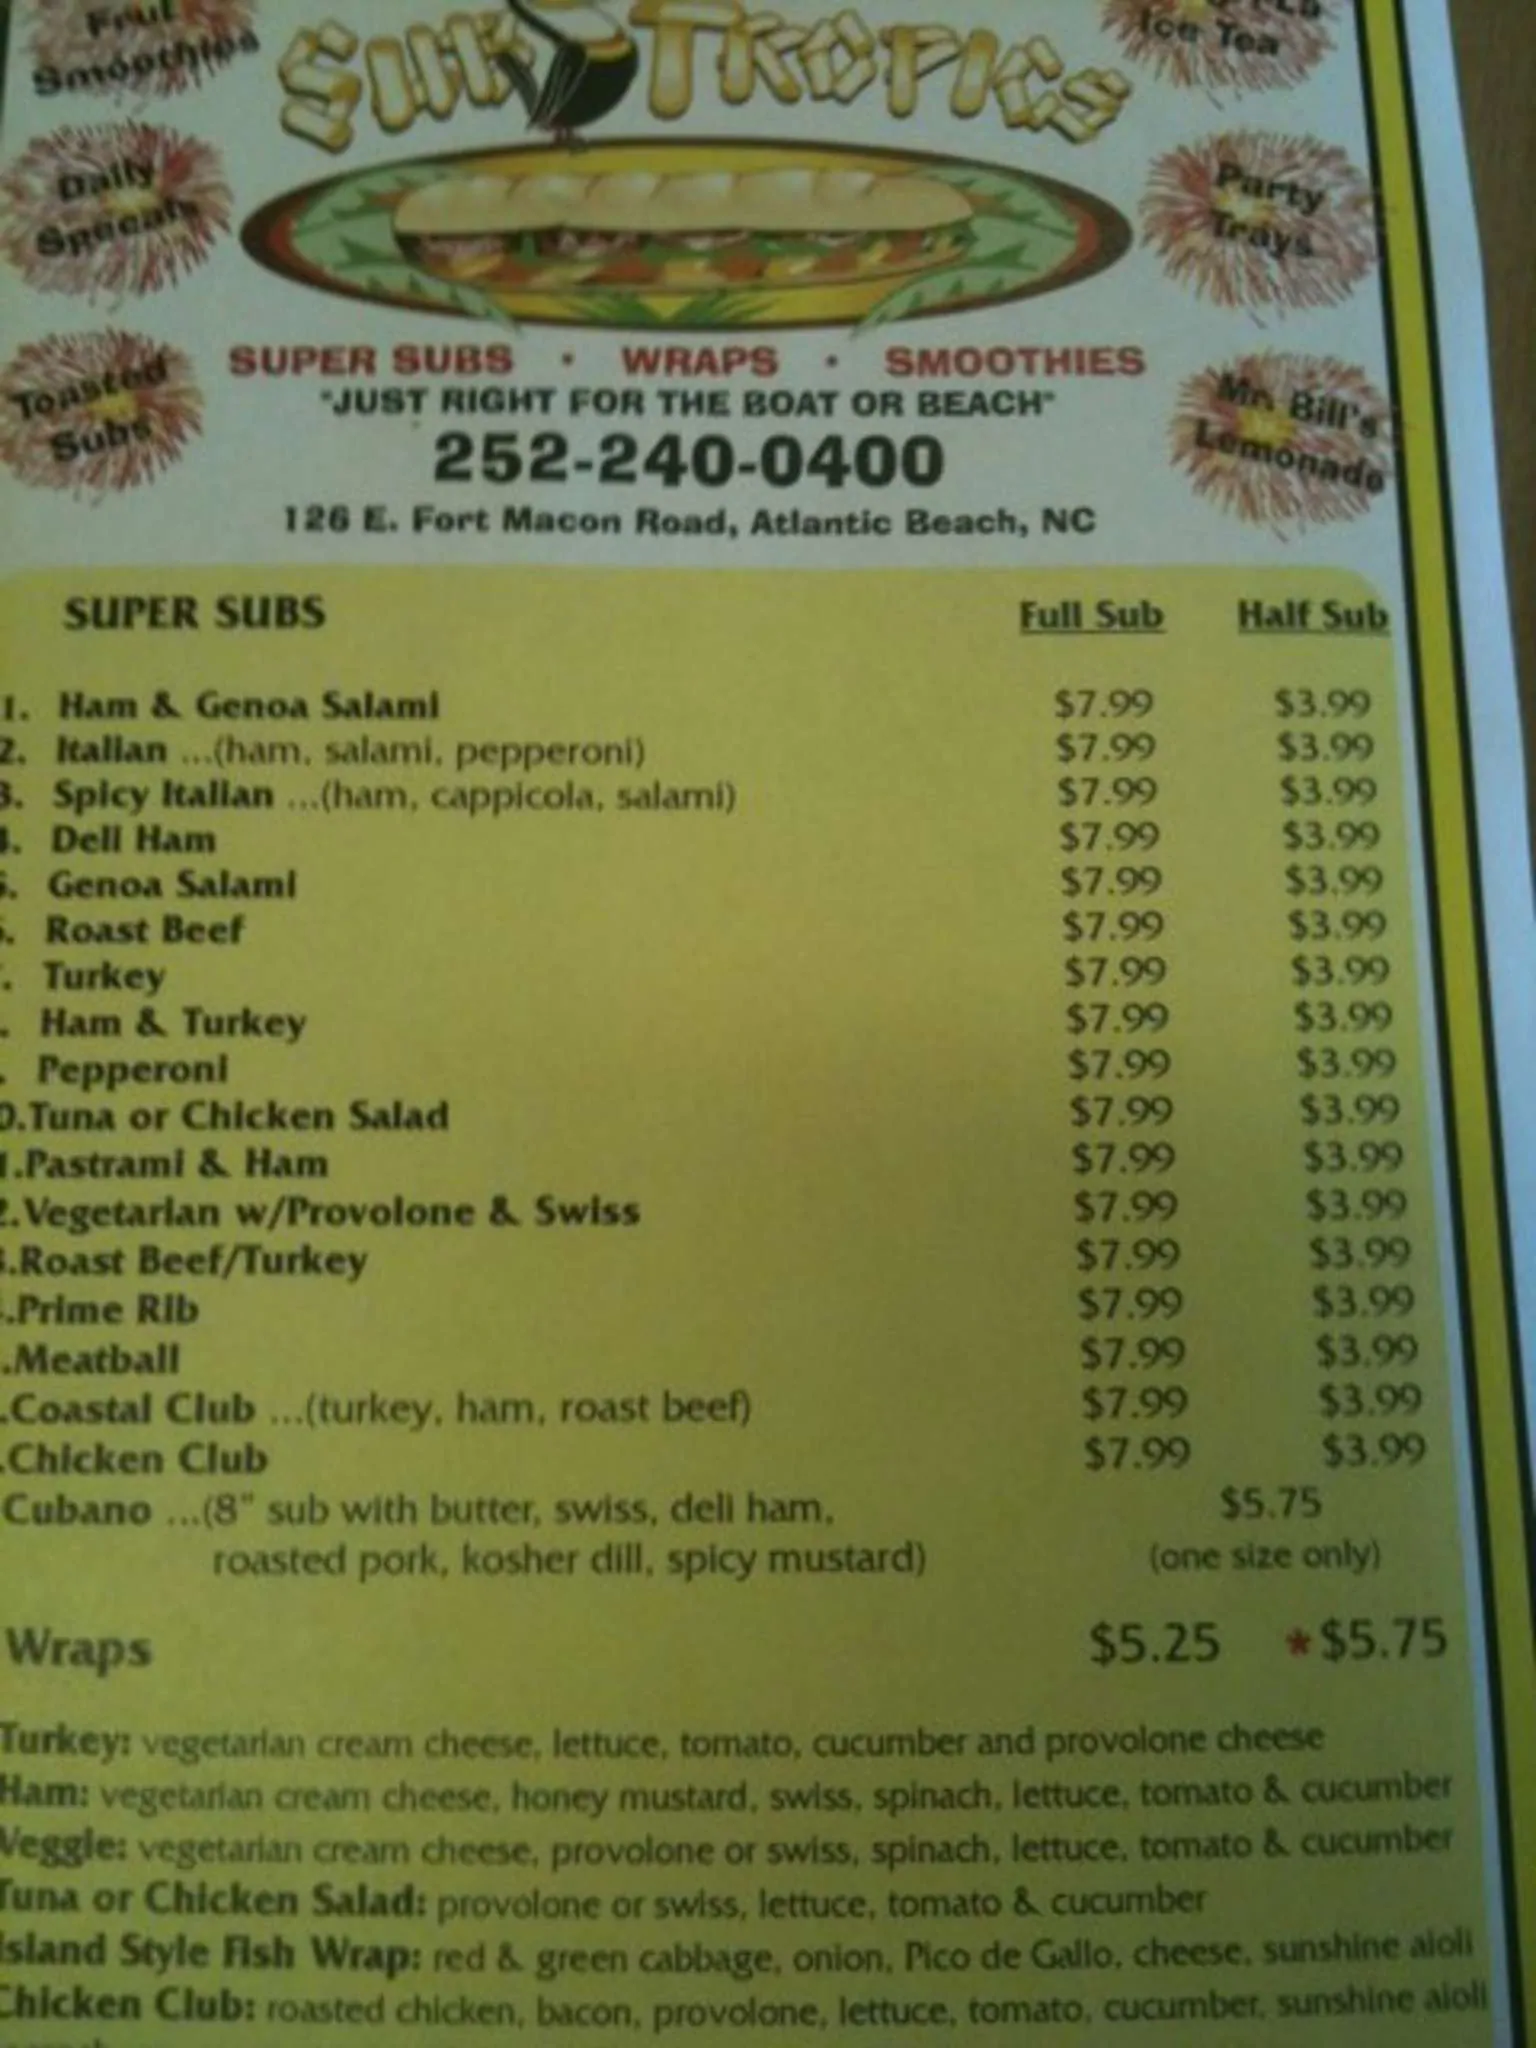 Fruit
Smoothies
Ice Tea
SubsTropics
Daily
Specials
Party
Trays
Toasted
Subs
Mr. Bill's
Lemonade
SUPER SUBS • WRAPS • SMOOTHIES
"JUST RIGHT FOR THE BOAT OR BEACH"
252-240-0400
126 E. Fort Macon Road, Atlantic Beach, NC
SUPER SUBS Full Sub Half Sub
1. Ham & Genoa Salami $7.99 $3.99
2. Italian ...(ham, salami, pepperoni) $7.99 $3.99
3. Spicy Italian ...(ham, cappicola, salami) $7.99 $3.99
4. Deli Ham $7.99 $3.99
5. Genoa Salami $7.99 $3.99
6. Roast Beef $7.99 $3.99
. Turkey $7.99 $3.99
. Ham & Turkey $7.99 $3.99
. Pepperoni $7.99 $3.99
0.Tuna or Chicken Salad $7.99 $3.99
1.Pastrami & Ham $7.99 $3.99
2.Vegetarian w/Provolone & Swiss $7.99 $3.99
3.Roast Beef/Turkey $7.99 $3.99
.Prime Rib $7.99 $3.99
.Meatball $7.99 $3.99
.Coastal Club ...(turkey, ham, roast beef) $7.99 $3.99
.Chicken Club $7.99 $3.99
Cubano ...(8" sub with butter, swiss, deli ham, $5.75
roasted pork, kosher dill, spicy mustard) (one size only)
Wraps $5.25 *$5.75
Turkey: vegetarian cream cheese, lettuce, tomato, cucumber and provolone cheese
Ham: vegetarian cream cheese, honey mustard, swiss, spinach, lettuce, tomato & cucumber
Veggie: vegetarian cream cheese, provolone or swiss, spinach, lettuce, tomato & cucumber
Tuna or Chicken Salad: provolone or swiss, lettuce, tomato & cucumber
Island Style Fish Wrap: red & green cabbage, onion, Pico de Gallo, cheese, sunshine aioli
Chicken Club: roasted chicken, bacon, provolone, lettuce, tomato, cucumber, sunshine aioli